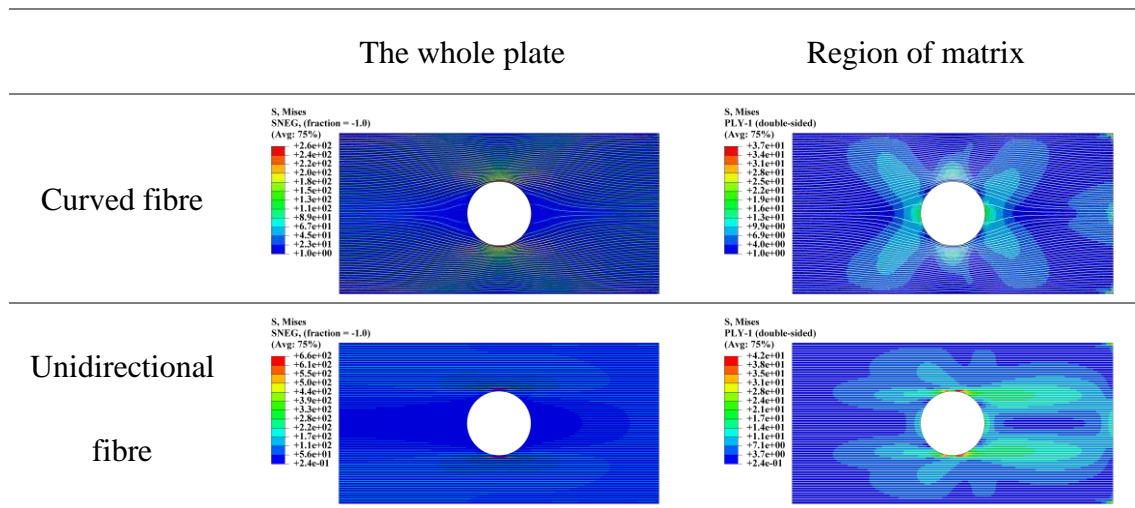 The whole plate
Region of matrix
Curved fibre
S, Mises
SNEG, (fraction = -1.0)
(Avg: 75%)
+2.6e+02
+2.4e+02
+2.2e+02
+2.0e+02
+1.8e+02
+1.5e+02
+1.3e+02
+1.1e+02
+8.9e+01
+6.7e+01
+4.5e+01
+2.3e+01
+1.0e+00
S, Mises
PLY-1 (double-sided)
(Avg: 75%)
+3.7e+01
+3.4e+01
+3.1e+01
+2.8e+01
+2.5e+01
+2.2e+01
+1.9e+01
+1.6e+01
+1.3e+01
+9.9e+00
+6.9e+00
+4.0e+00
+1.0e+00
Unidirectional
fibre
S, Mises
SNEG, (fraction = -1.0)
(Avg: 75%)
+6.6e+02
+6.1e+02
+5.5e+02
+5.0e+02
+4.4e+02
+3.9e+02
+3.3e+02
+2.8e+02
+2.2e+02
+1.7e+02
+1.1e+02
+5.6e+01
+2.4e-01
S, Mises
PLY-1 (double-sided)
(Avg: 75%)
+4.2e+01
+3.8e+01
+3.5e+01
+3.1e+01
+2.8e+01
+2.4e+01
+2.1e+01
+1.7e+01
+1.4e+01
+1.1e+01
+7.1e+00
+3.7e+00
+2.4e-01